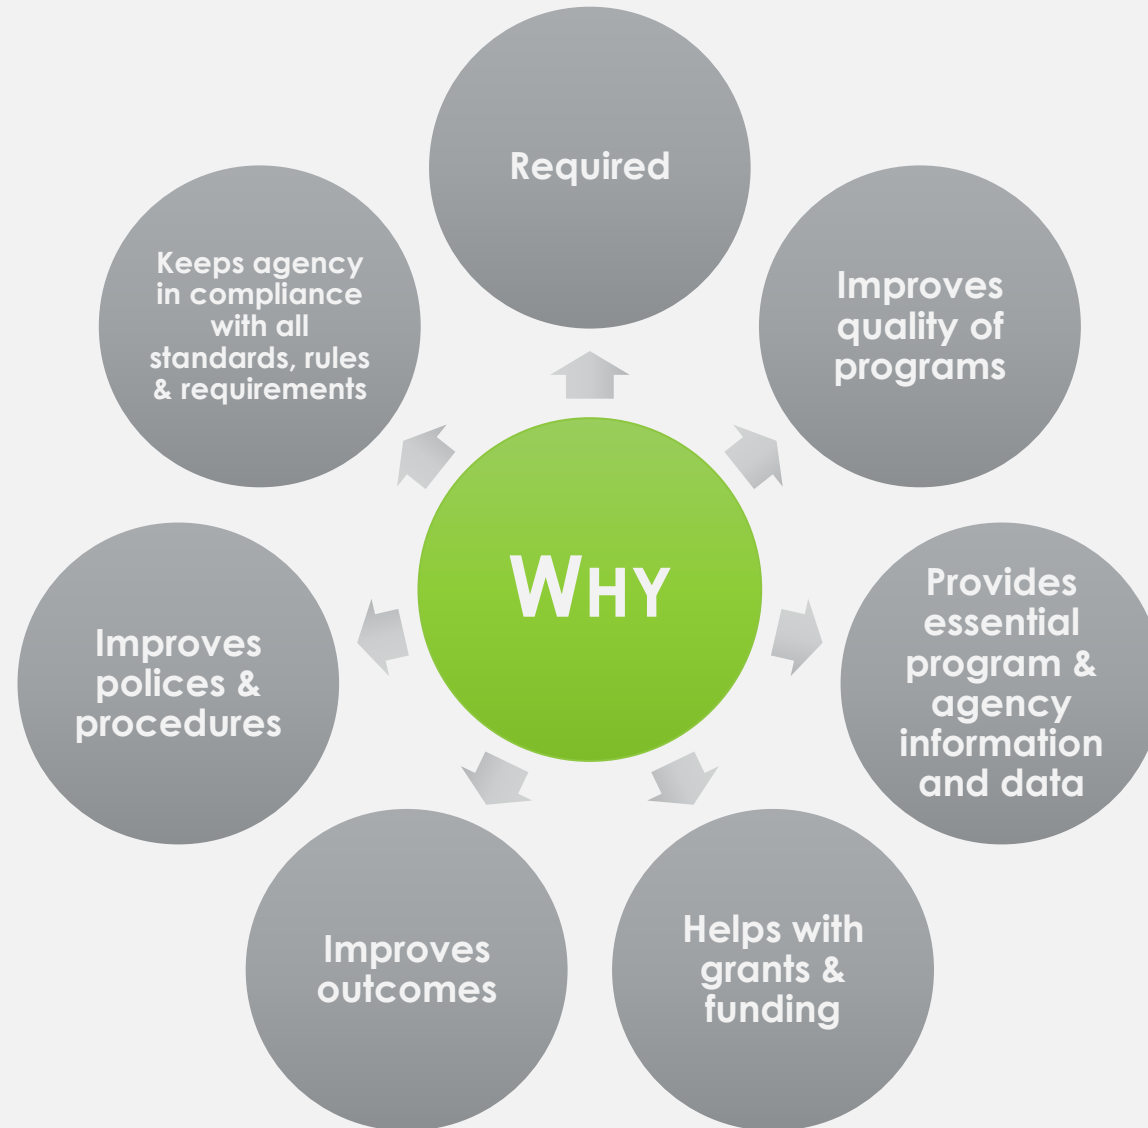 Required
Improves
quality of
programs
Provides
essential
program &
agency
information
and data
Helps with
grants &
funding
Improves
outcomes
Improves
polices &
procedures
Keeps agency
in compliance
with all
standards, rules
& requirements
WHY